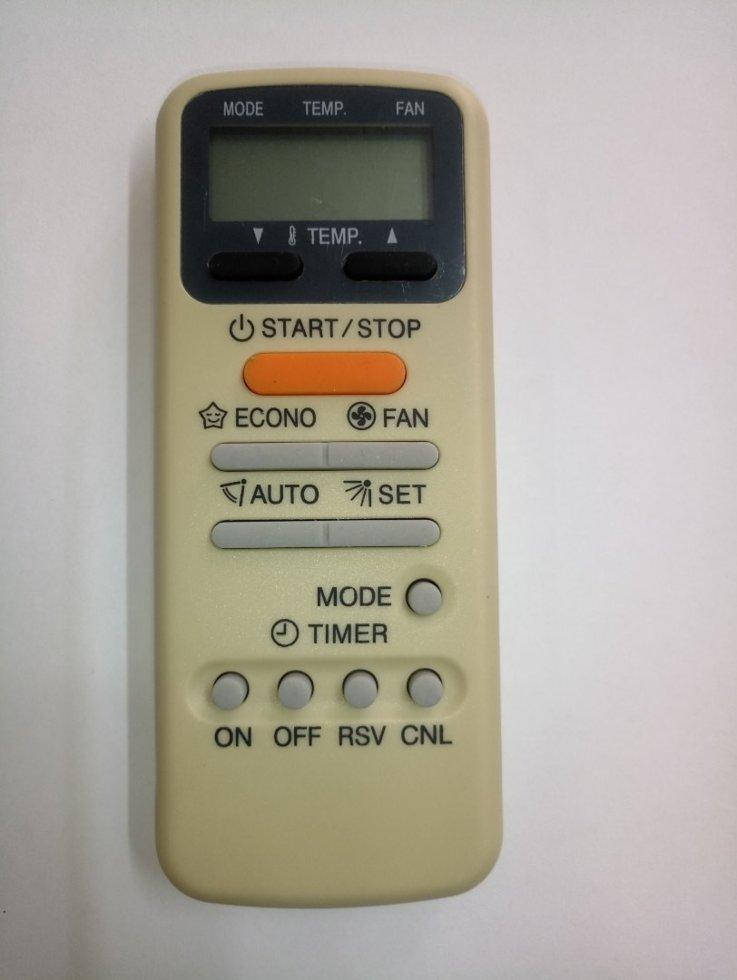 MODE TEMP. FAN
▼ TEMP. ▲
START/STOP
ECONO FAN
AUTO SET
MODE
TIMER
ON OFF RSV CNL